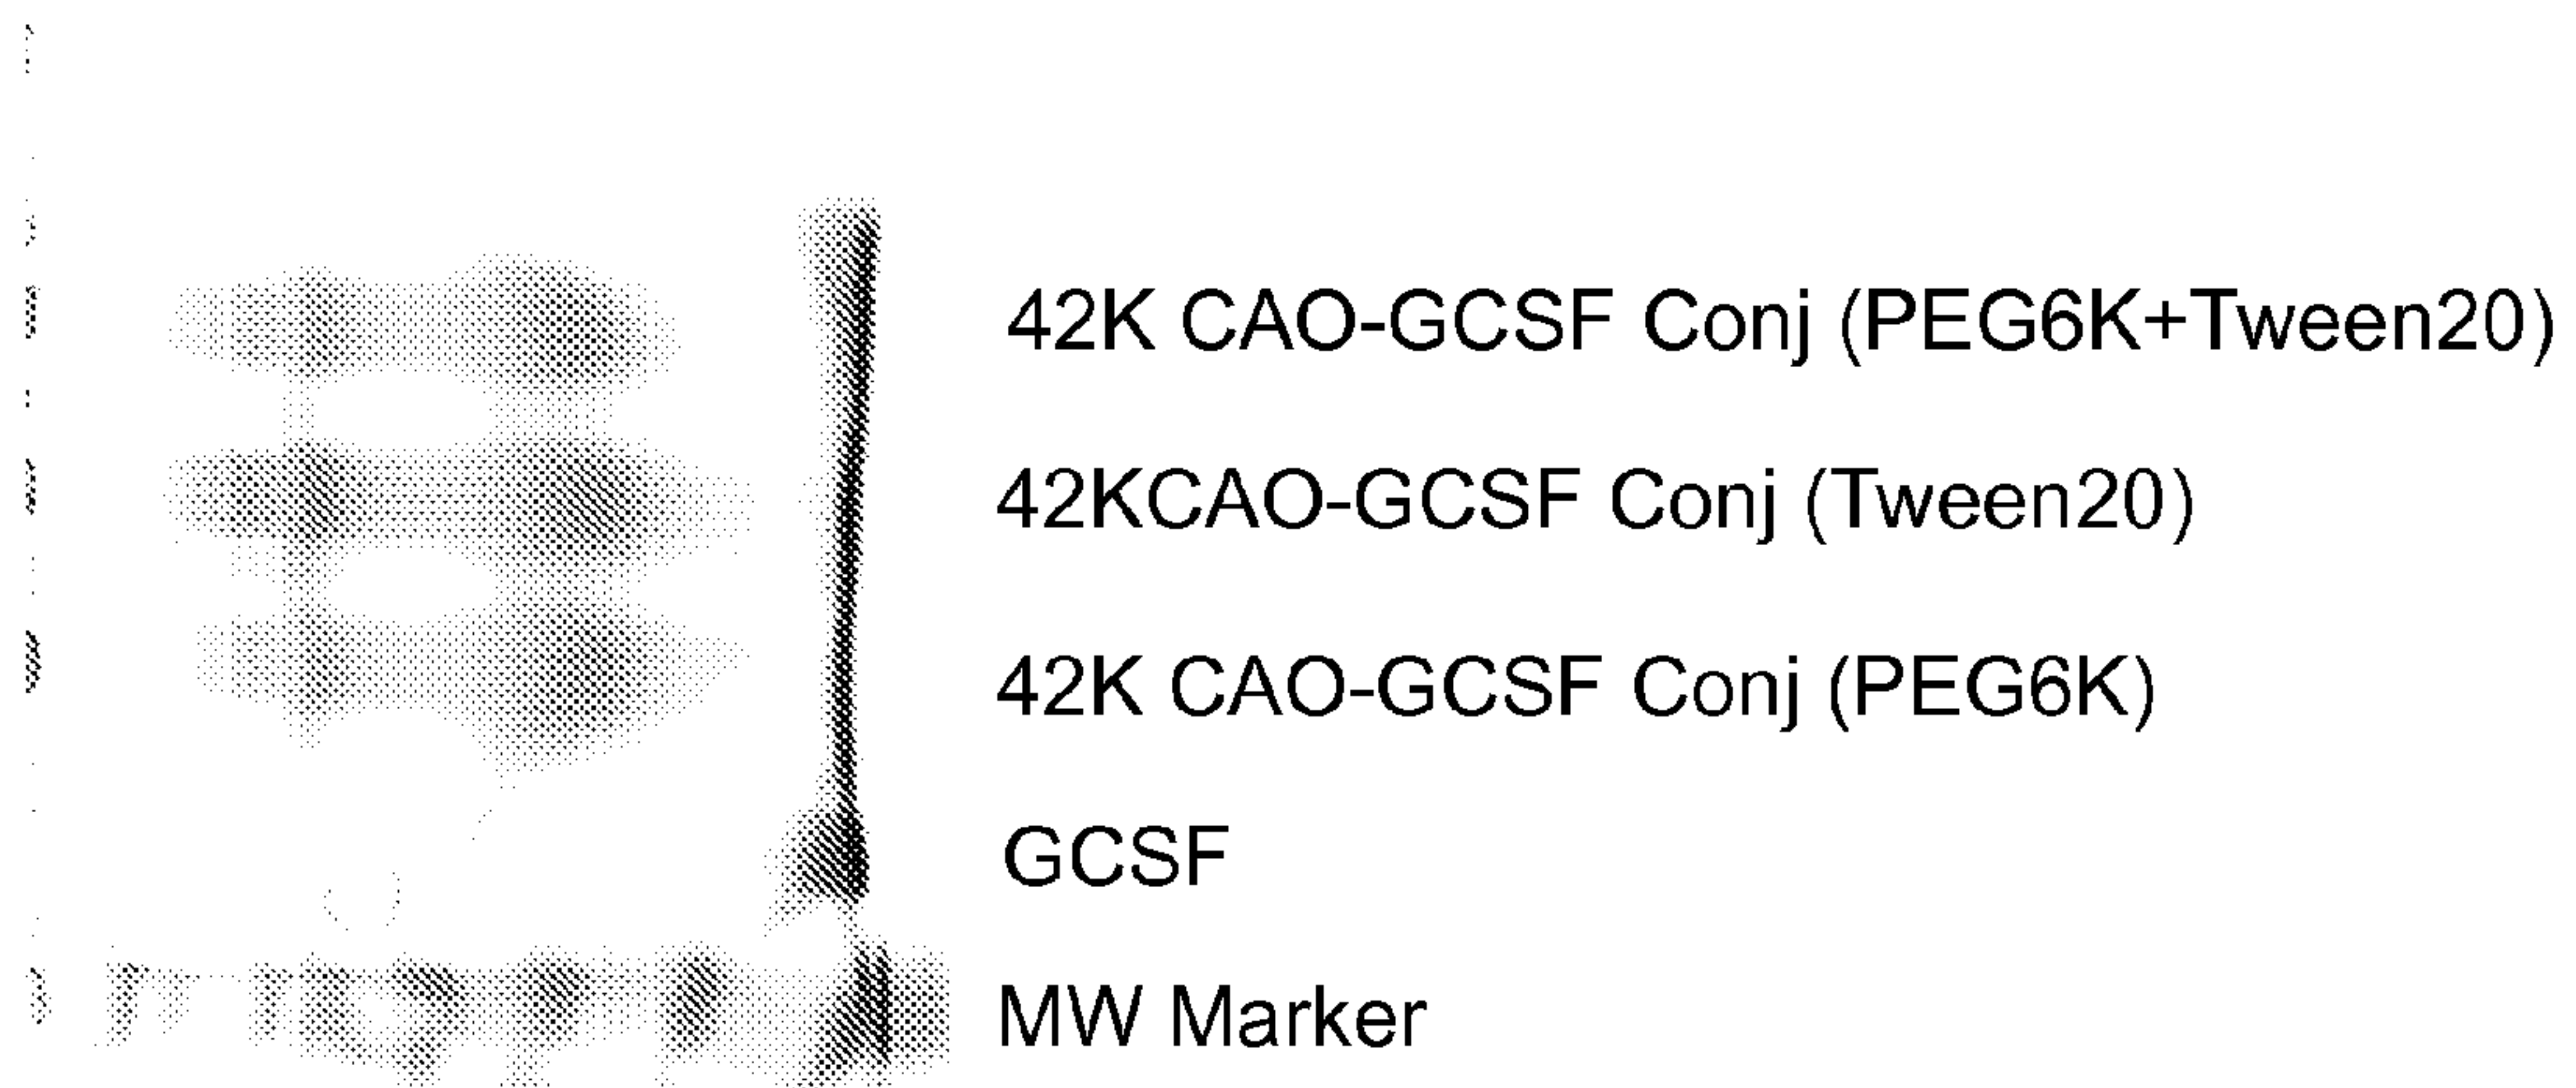 42K CAO-GCSF Conj (PEG6K+Tween20)
42KCAO-GCSF Conj (Tween20)
42K CAO-GCSF Conj (PEG6K)
GCSF
MW Marker